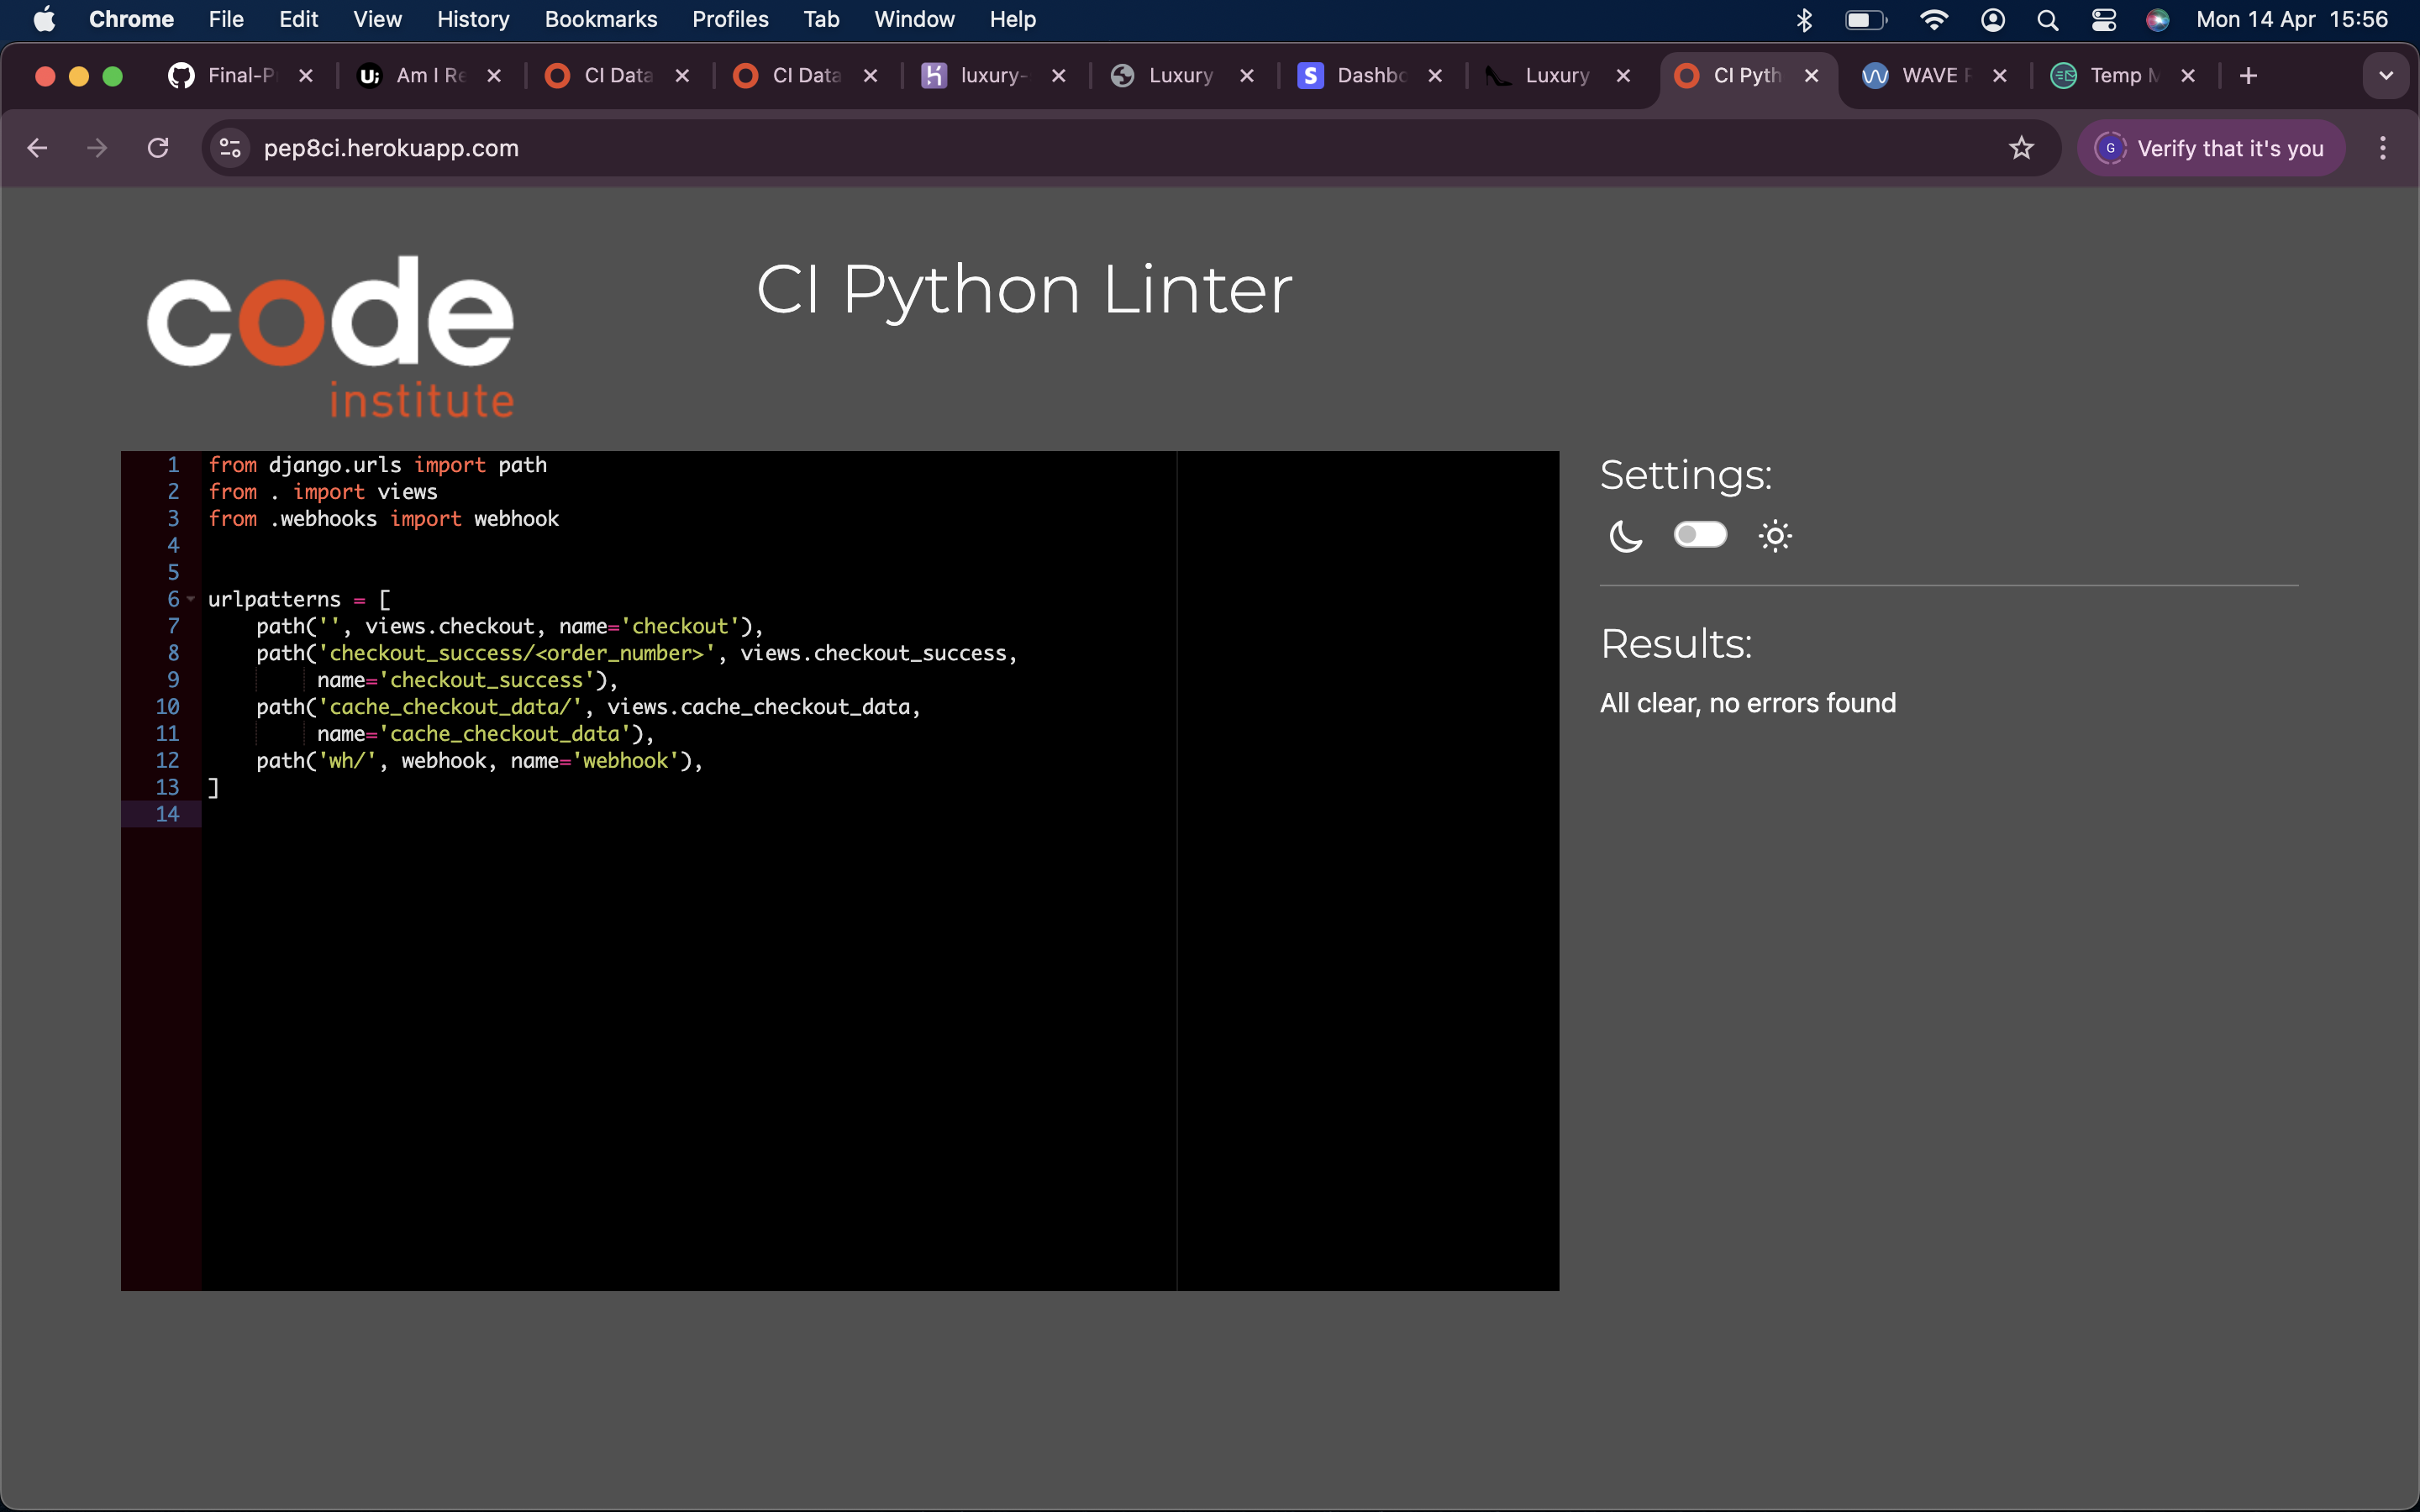 Chrome File Edit View History Bookmarks Profiles Tab Window Help Mon 14 Apr 15:56
Final-P Am I Re CI Data CI Data luxury- Luxury Dashbo Luxury CI Pyth WAVE Temp M
pep8ci.herokuapp.com G Verify that it's you
code
institute
CI Python Linter
1 from django.urls import path
2 from . import views
3 from .webhooks import webhook
4
5
6 urlpatterns = [
7 path('', views.checkout, name='checkout'),
8 path('checkout_success/<order_number>', views.checkout_success,
9 name='checkout_success'),
10 path('cache_checkout_data/', views.cache_checkout_data,
11 name='cache_checkout_data'),
12 path('wh/', webhook, name='webhook'),
13 ]
14
Settings:
Results:
All clear, no errors found